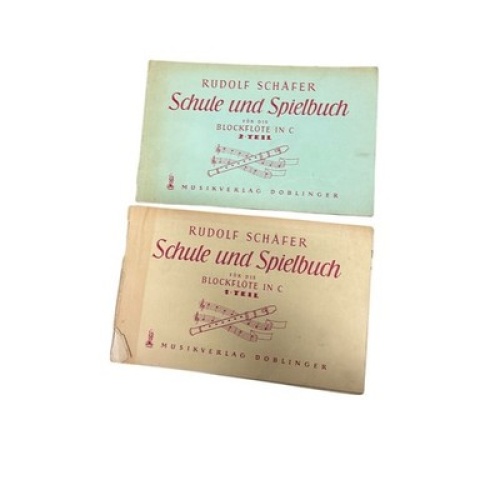 RUDOLF SCHÄFER
Schule und Spielbuch
FÜR DIE
BLOCKFLÖTE IN C
2·TEIL
MUSIKVERLAG DOBLINGER
RUDOLF SCHÄFER
Schule und Spielbuch
FÜR DIE
BLOCKFLÖTE IN C
1·TEIL
MUSIKVERLAG DOBLINGER